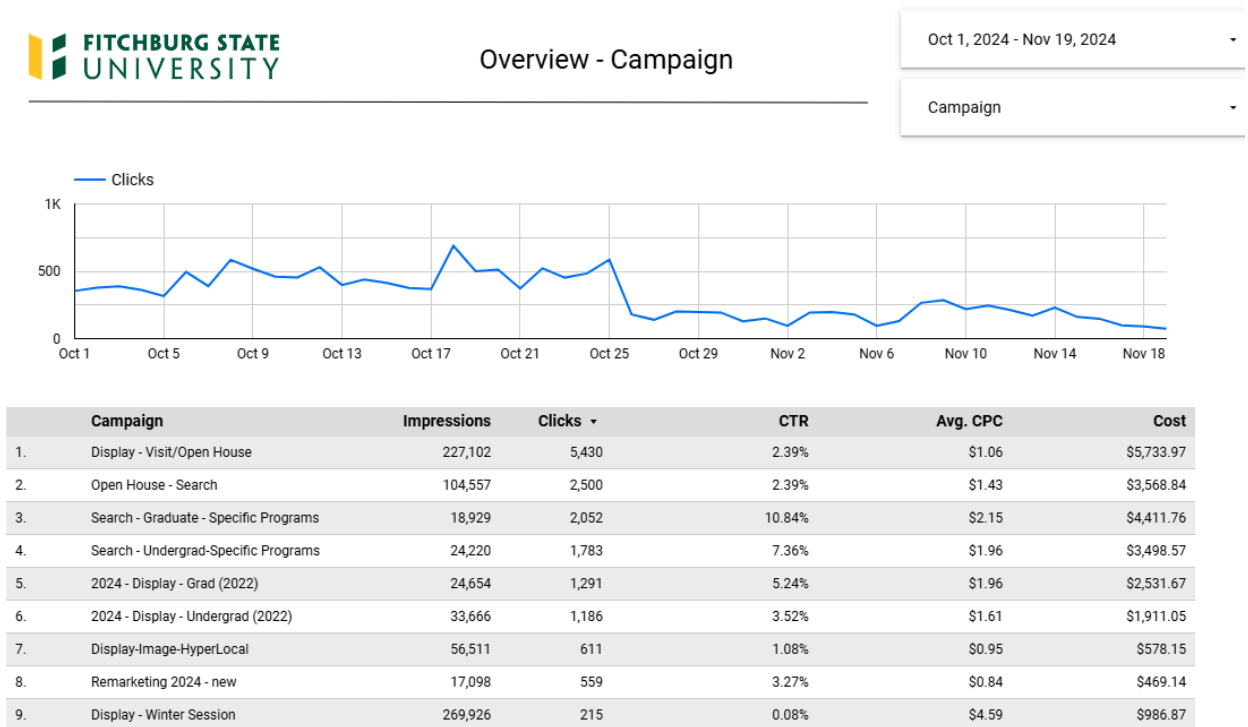 FITCHBURG STATE
UNIVERSITY
Overview - Campaign
Oct 1, 2024 - Nov 19, 2024
Campaign
Clicks
1K
500
0
Oct 1 Oct 5 Oct 9 Oct 13 Oct 17 Oct 21 Oct 25 Oct 29 Nov 2 Nov 6 Nov 10 Nov 14 Nov 18
Campaign Impressions Clicks CTR Avg. CPC Cost
1. Display - Visit/Open House 227,102 5,430 2.39% $1.06 $5,733.97
2. Open House - Search 104,557 2,500 2.39% $1.43 $3,568.84
3. Search - Graduate - Specific Programs 18,929 2,052 10.84% $2.15 $4,411.76
4. Search - Undergrad-Specific Programs 24,220 1,783 7.36% $1.96 $3,498.57
5. 2024 - Display - Grad (2022) 24,654 1,291 5.24% $1.96 $2,531.67
6. 2024 - Display - Undergrad (2022) 33,666 1,186 3.52% $1.61 $1,911.05
7. Display-Image-HyperLocal 56,511 611 1.08% $0.95 $578.15
8. Remarketing 2024 - new 17,098 559 3.27% $0.84 $469.14
9. Display - Winter Session 269,926 215 0.08% $4.59 $986.87